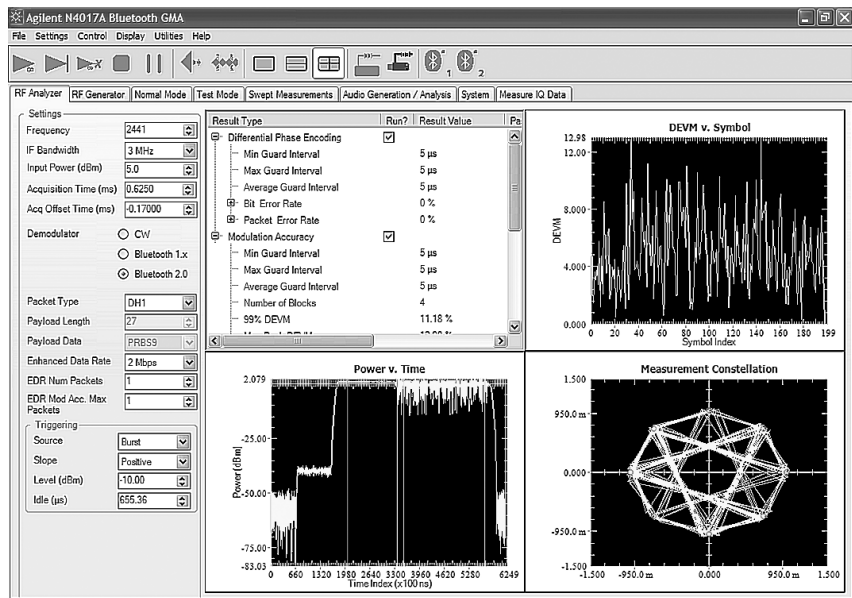 Agilent N4017A Bluetooth GMA
File Settings Control Display Utilities Help
1 2
RF Analyzer RF Generator Normal Mode Test Mode Swept Measurements Audio Generation / Analysis System Measure IQ Data
Settings
Frequency 2441
IF Bandwidth 3 MHz
Input Power (dBm) 5.0
Acquisition Time (ms) 0.6250
Acq Offset Time (ms) -0.17000
Demodulator CW
Bluetooth 1.x
Bluetooth 2.0
Packet Type DH1
Payload Length 27
Payload Data PRBS9
Enhanced Data Rate 2 Mbps
EDR Num Packets 1
EDR Mod Acc. Max Packets 1
Triggering
Source Burst
Slope Positive
Level (dBm) -10.00
Idle (µs) 655.36
Result Type Run? Result Value Pa
Differential Phase Encoding
Min Guard Interval 5 µs
Max Guard Interval 5 µs
Average Guard Interval 5 µs
Bit Error Rate 0 %
Packet Error Rate 0 %
Modulation Accuracy
Min Guard Interval 5 µs
Max Guard Interval 5 µs
Average Guard Interval 5 µs
Number of Blocks 4
99% DEVM 11.18 %
DEVM v. Symbol
12.98
12.00
8.000
4.000
0.000
DEVM
0 20 40 60 80 100 120 140 160 180 199
Symbol Index
Power v. Time
2.079
-25.00
-50.00
-75.00
-83.03
Power (dBm)
0 660 1320 1980 2640 3300 3960 4620 5280 6249
Time Index (x100 ns)
Measurement Constellation
1.500
950.0 m
0.000
-950.0 m
-1.500
-1.500 -950.0 m 0.000 950.0 m 1.500